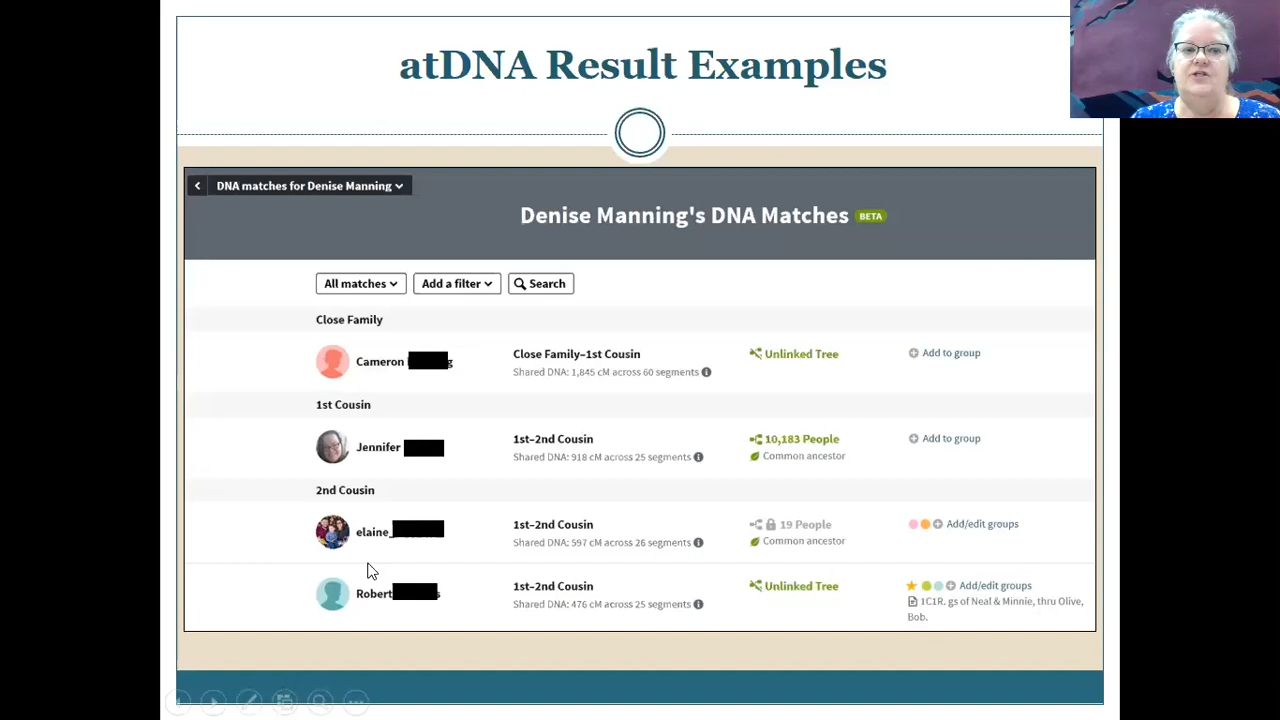 atDNA Result Examples
DNA matches for Denise Manning
Denise Manning's DNA Matches BETA
All matches Add a filter Search
Close Family
Cameron Close Family–1st Cousin Unlinked Tree Add to group
Shared DNA: 1,845 cM across 60 segments
1st Cousin
Jennifer 1st–2nd Cousin 10,183 People Add to group
Shared DNA: 918 cM across 25 segments Common ancestor
2nd Cousin
elaine_ 1st–2nd Cousin 19 People Add/edit groups
Shared DNA: 597 cM across 26 segments Common ancestor
Robert 1st–2nd Cousin Unlinked Tree Add/edit groups
Shared DNA: 476 cM across 25 segments 1C1R. gs of Neal & Minnie, thru Olive,
Bob.